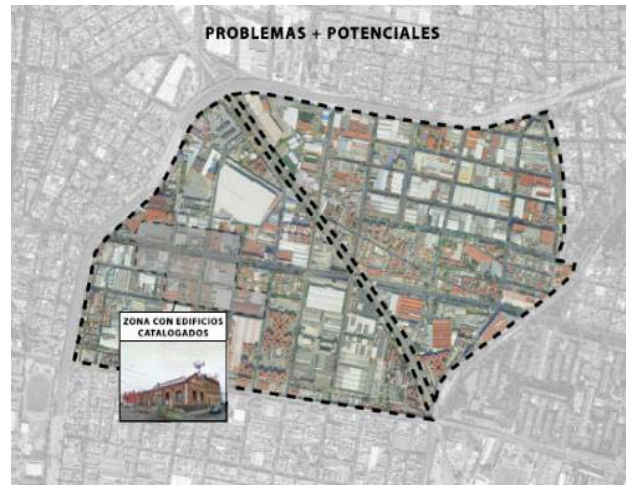 PROBLEMAS + POTENCIALES
ZONA CON EDIFICIOS
CATALOGADOS